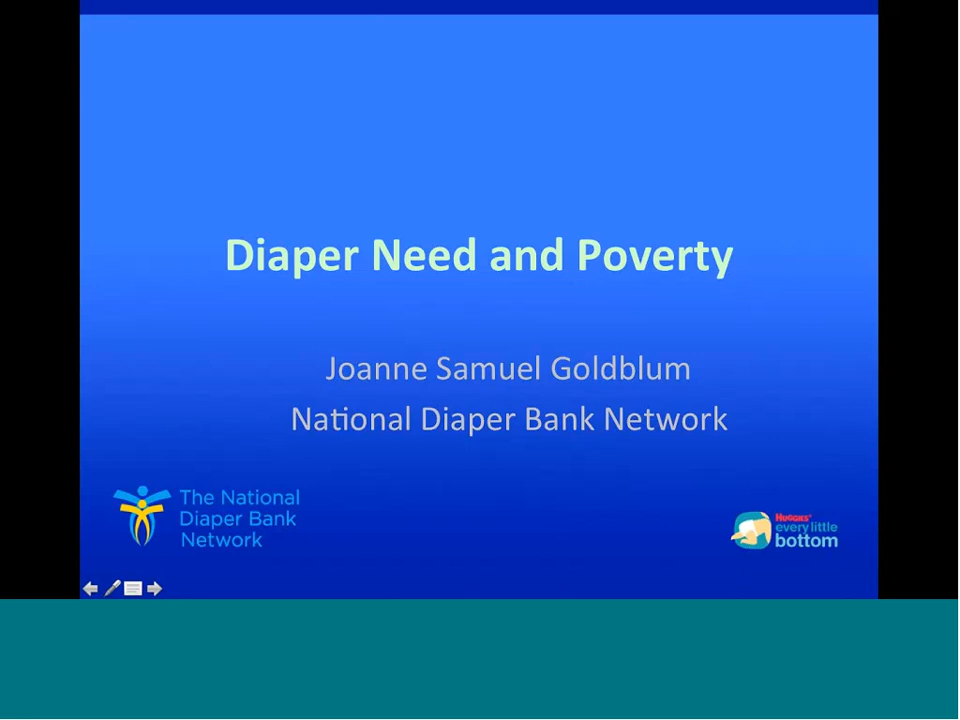 Diaper Need and Poverty
Joanne Samuel Goldblum
National Diaper Bank Network
The National
Diaper Bank
Network
HUGGIES®
every little
bottom